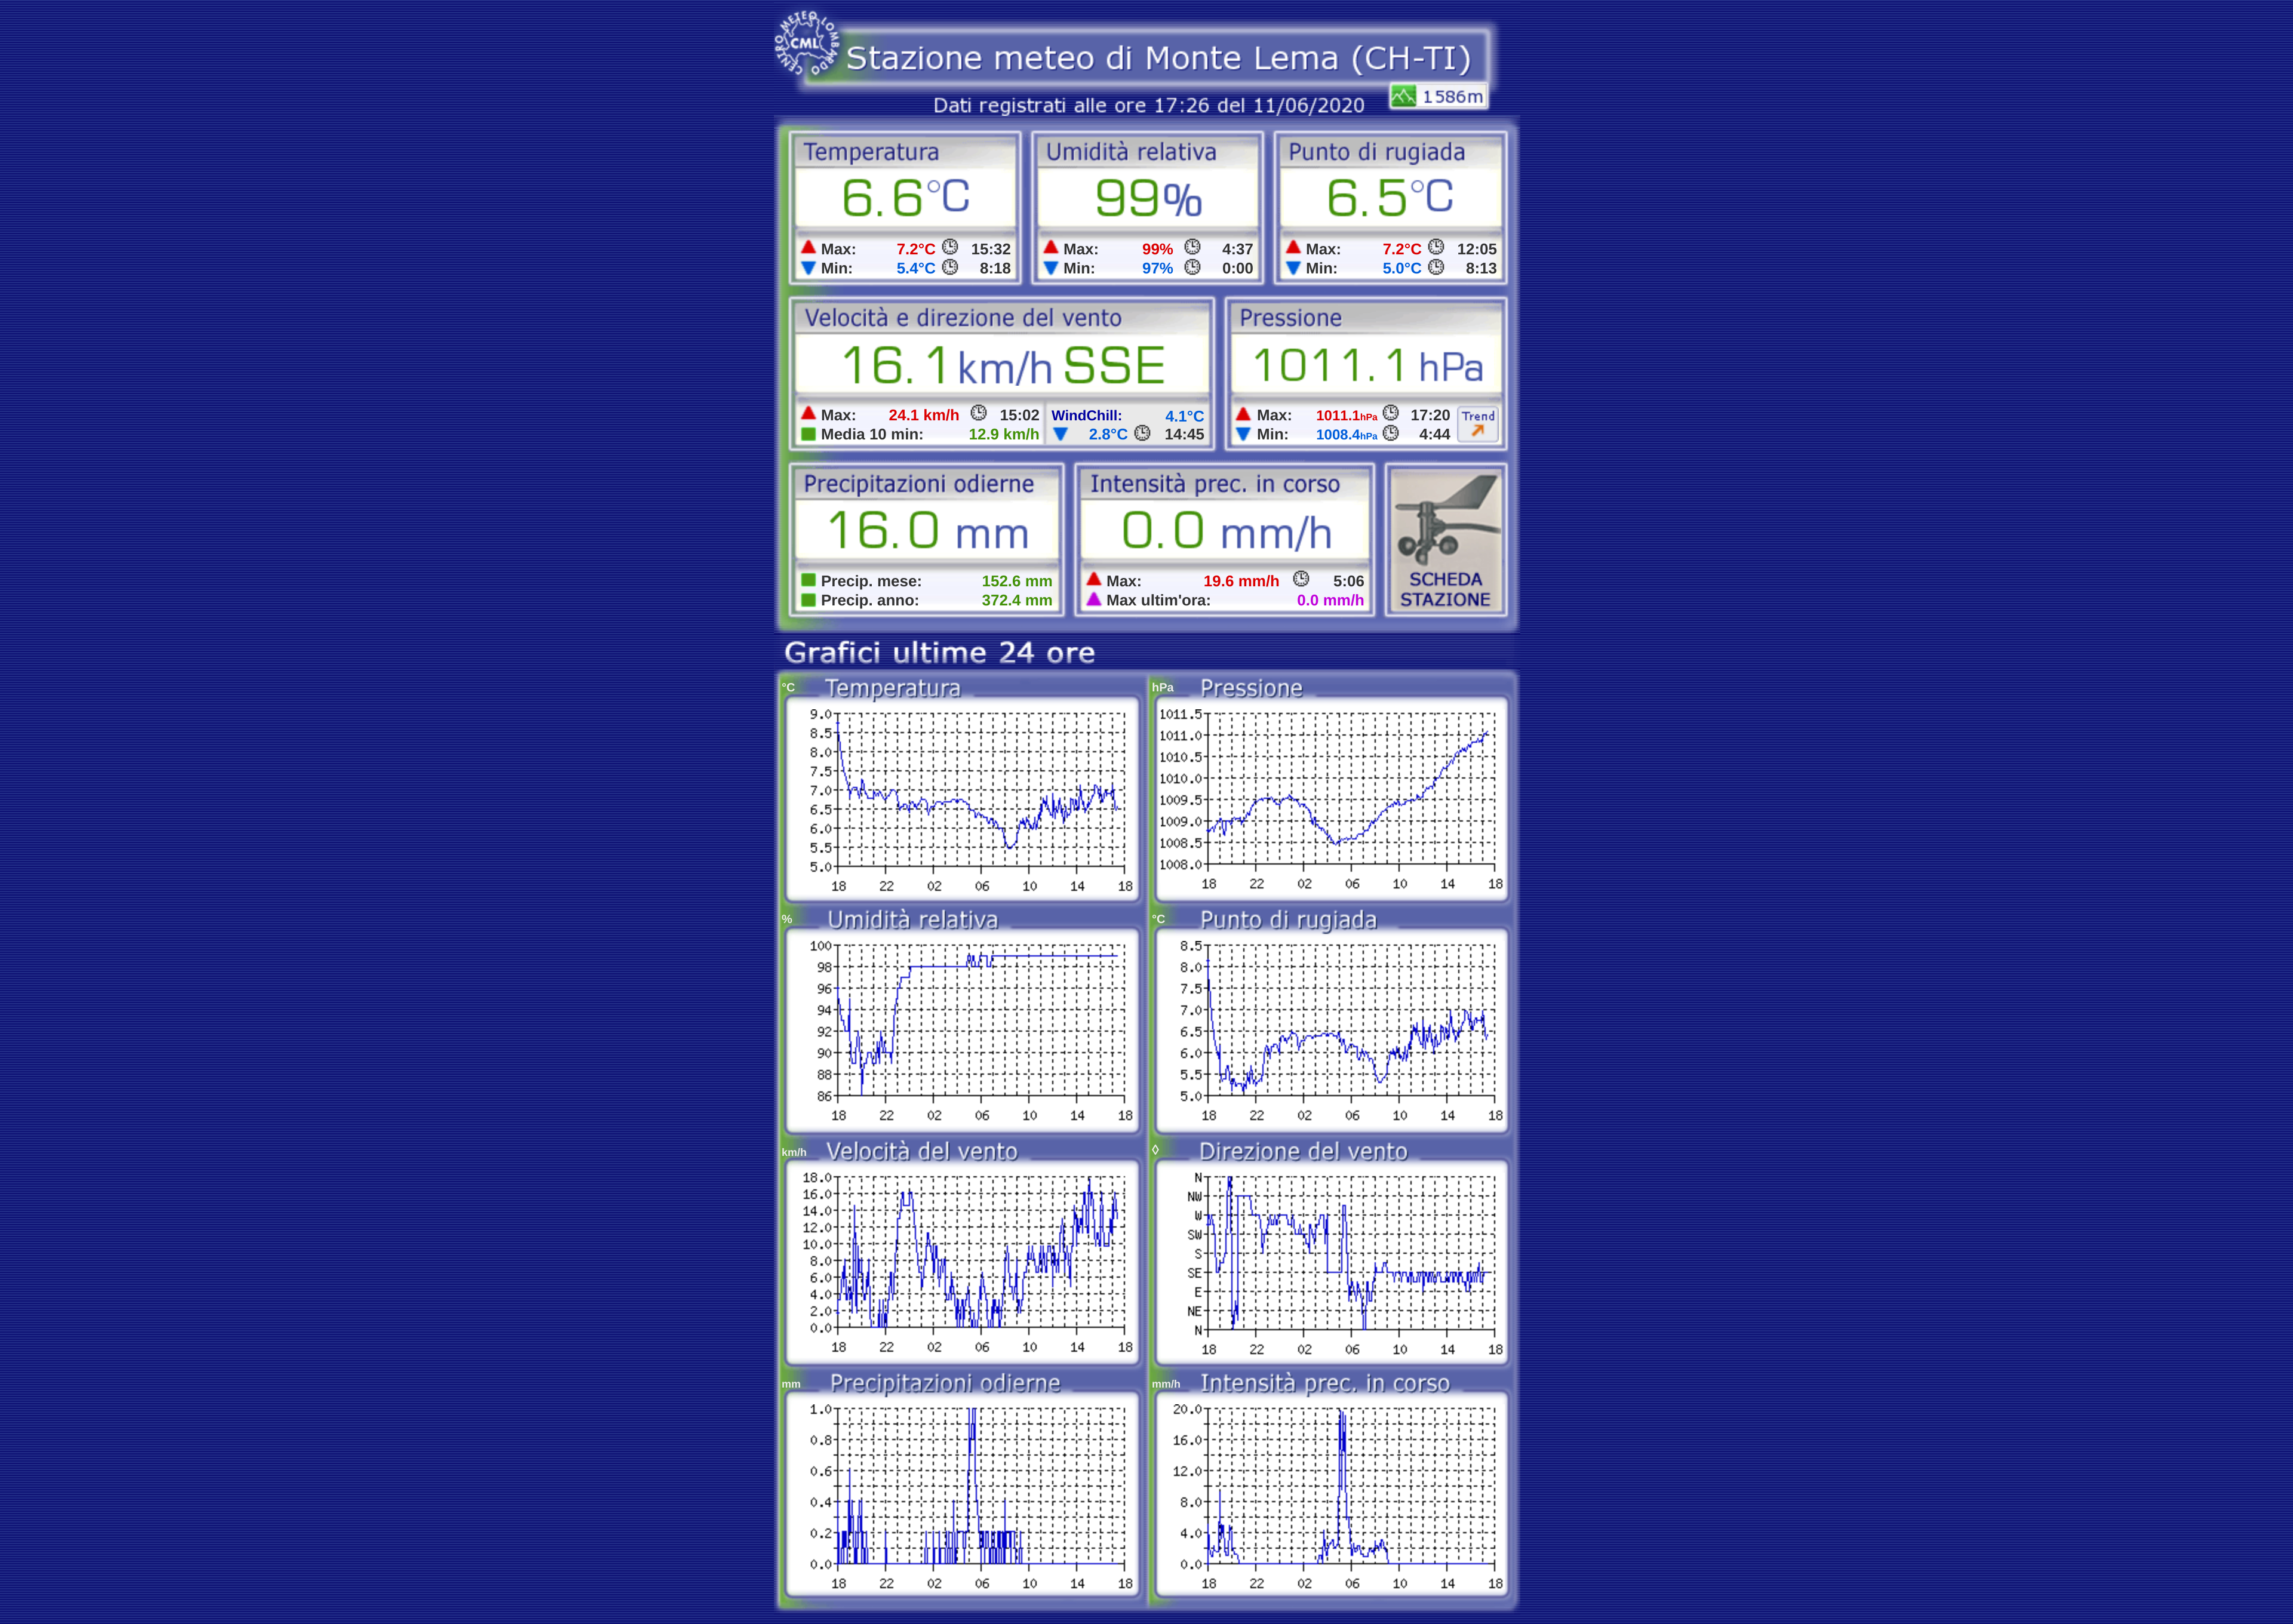 CENTRO METEO LOMBARDO
CML
Stazione meteo di Monte Lema (CH-TI)
1586m
Dati registrati alle ore 17:26 del 11/06/2020
Temperatura
6.6°C
Max: 7.2°C 15:32
Min: 5.4°C 8:18
Umidità relativa
99%
Max: 99% 4:37
Min: 97% 0:00
Punto di rugiada
6.5°C
Max: 7.2°C 12:05
Min: 5.0°C 8:13
Velocità e direzione del vento
16.1 km/h SSE
Max: 24.1 km/h 15:02
Media 10 min: 12.9 km/h
WindChill: 4.1°C
2.8°C 14:45
Pressione
1011.1 hPa
Max: 1011.1hPa 17:20
Min: 1008.4hPa 4:44
Trend
Precipitazioni odierne
16.0 mm
Precip. mese: 152.6 mm
Precip. anno: 372.4 mm
Intensità prec. in corso
0.0 mm/h
Max: 19.6 mm/h 5:06
Max ultim'ora: 0.0 mm/h
SCHEDA
STAZIONE
Grafici ultime 24 ore
°C Temperatura
9.0
8.5
8.0
7.5
7.0
6.5
6.0
5.5
5.0
18 22 02 06 10 14 18
hPa Pressione
1011.5
1011.0
1010.5
1010.0
1009.5
1009.0
1008.5
1008.0
18 22 02 06 10 14 18
% Umidità relativa
100
98
96
94
92
90
88
86
18 22 02 06 10 14 18
°C Punto di rugiada
8.5
8.0
7.5
7.0
6.5
6.0
5.5
5.0
18 22 02 06 10 14 18
km/h Velocità del vento
18.0
16.0
14.0
12.0
10.0
8.0
6.0
4.0
2.0
0.0
18 22 02 06 10 14 18
◊ Direzione del vento
N
NW
W
SW
S
SE
E
NE
N
18 22 02 06 10 14 18
mm Precipitazioni odierne
1.0
0.8
0.6
0.4
0.2
0.0
18 22 02 06 10 14 18
mm/h Intensità prec. in corso
20.0
16.0
12.0
8.0
4.0
0.0
18 22 02 06 10 14 18